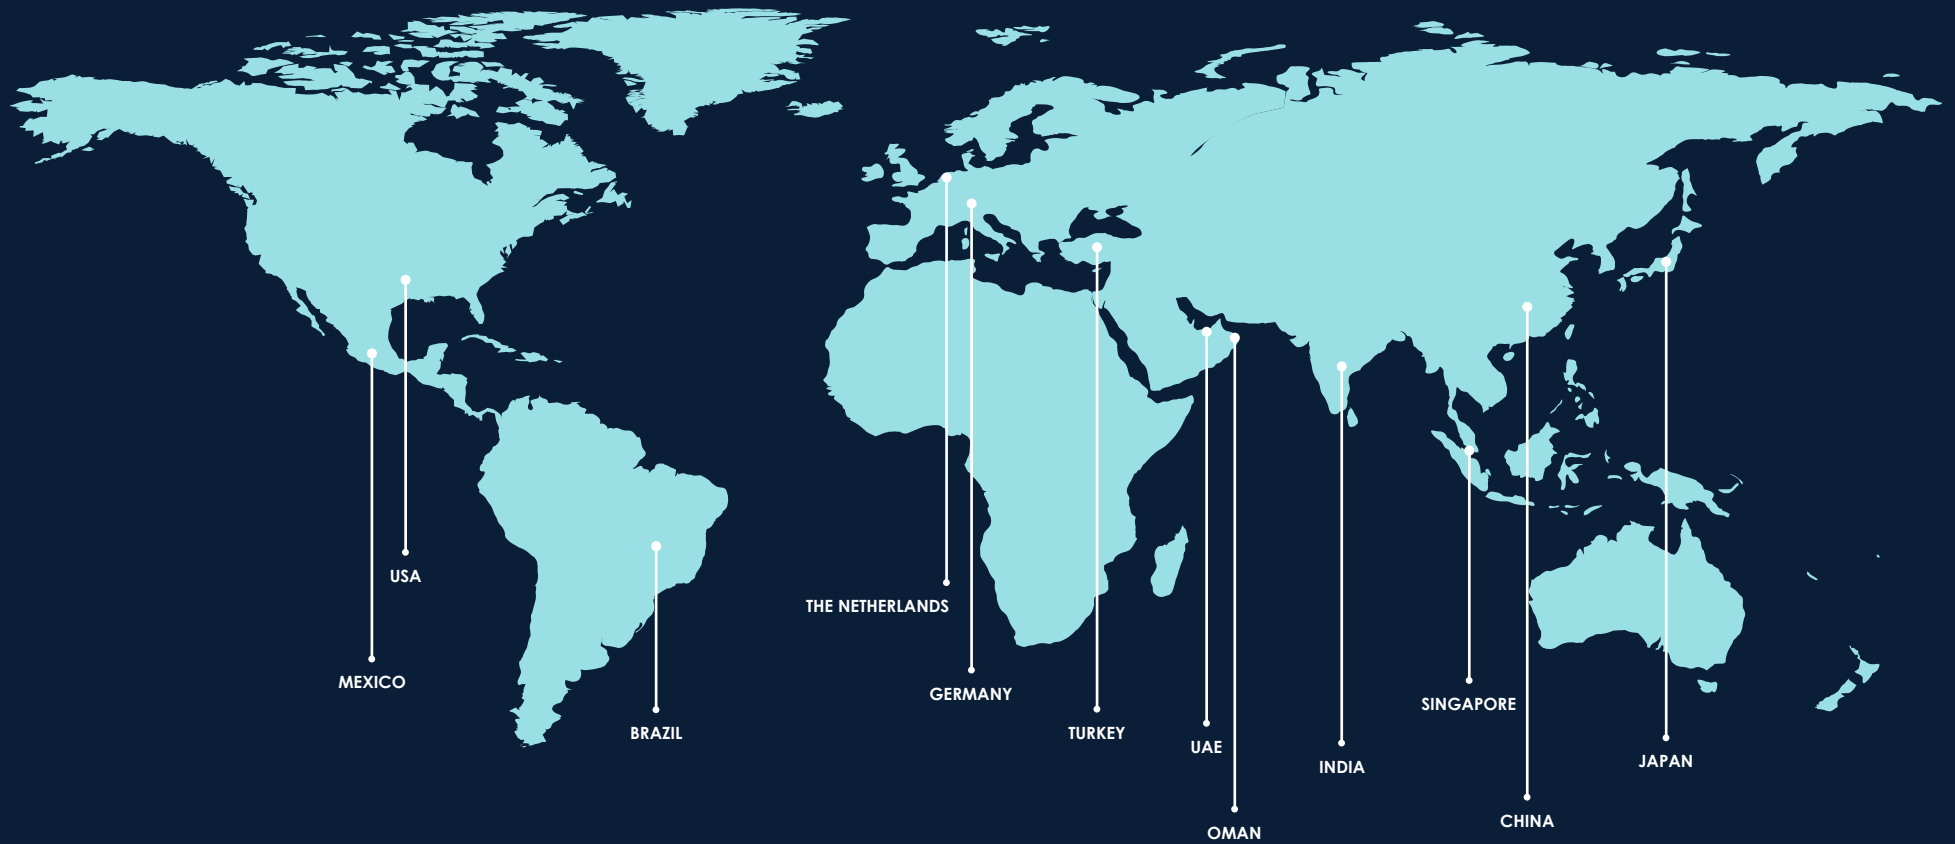 USA
THE NETHERLANDS
MEXICO
GERMANY
SINGAPORE
BRAZIL
TURKEY
UAE
JAPAN
INDIA
CHINA
OMAN